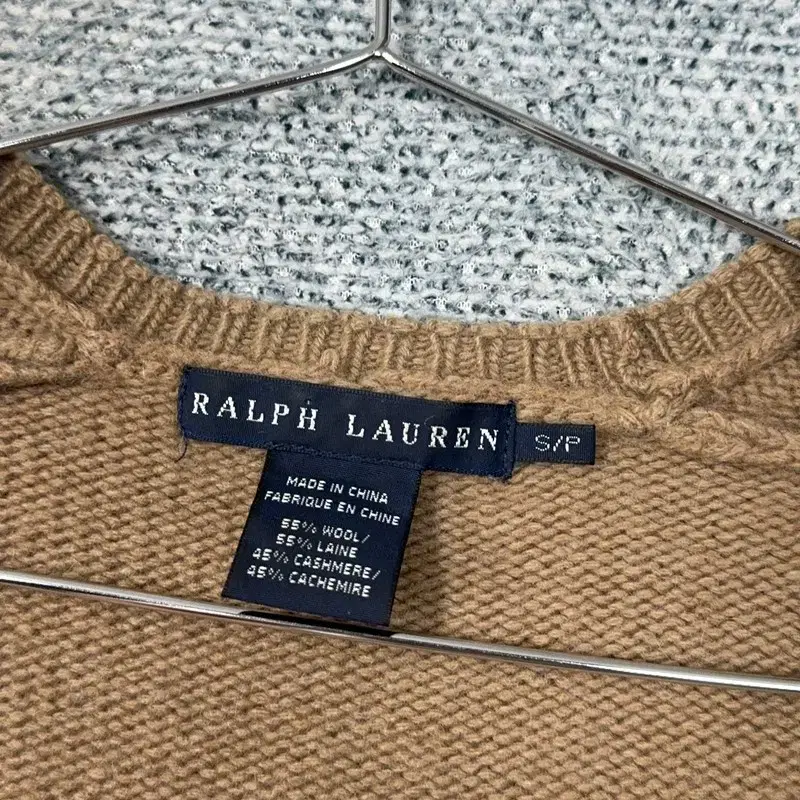 RALPH LAUREN
S/P
MADE IN CHINA
FABRIQUE EN CHINE
55% WOOL/
55% LAINE
45% CASHMERE/
45% CACHEMIRE